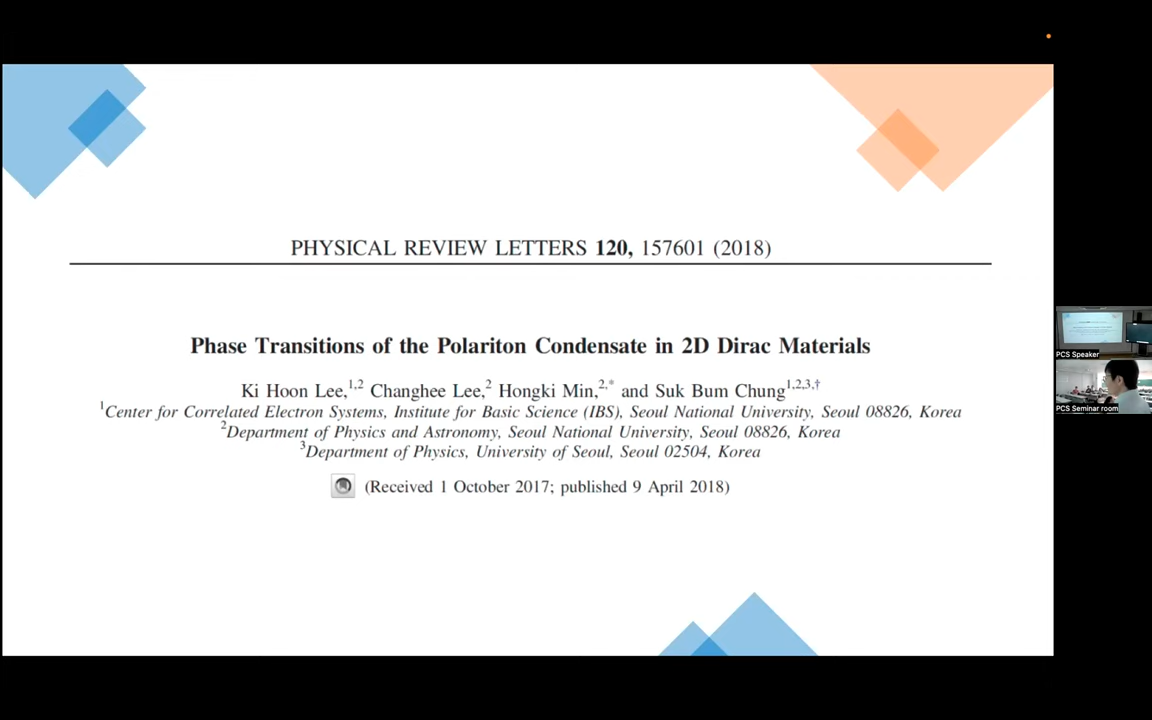 PHYSICAL REVIEW LETTERS 120, 157601 (2018)
Phase Transitions of the Polariton Condensate in 2D Dirac Materials
Ki Hoon Lee,1,2 Changhee Lee,2 Hongki Min,2,* and Suk Bum Chung1,2,3,†
1Center for Correlated Electron Systems, Institute for Basic Science (IBS), Seoul National University, Seoul 08826, Korea
2Department of Physics and Astronomy, Seoul National University, Seoul 08826, Korea
3Department of Physics, University of Seoul, Seoul 02504, Korea
(Received 1 October 2017; published 9 April 2018)
PCS Speaker
PCS Seminar room